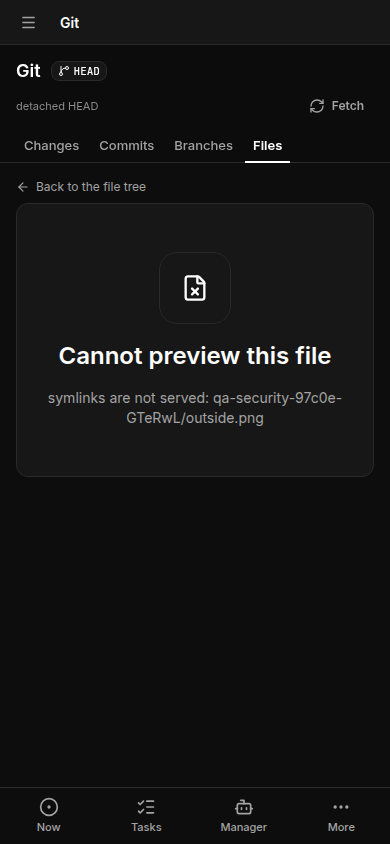 Git
Git
HEAD
detached HEAD
Fetch
Changes
Commits
Branches
Files
Back to the file tree
Cannot preview this file
symlinks are not served: qa-security-97c0e-
GTeRwL/outside.png
Now
Tasks
Manager
More